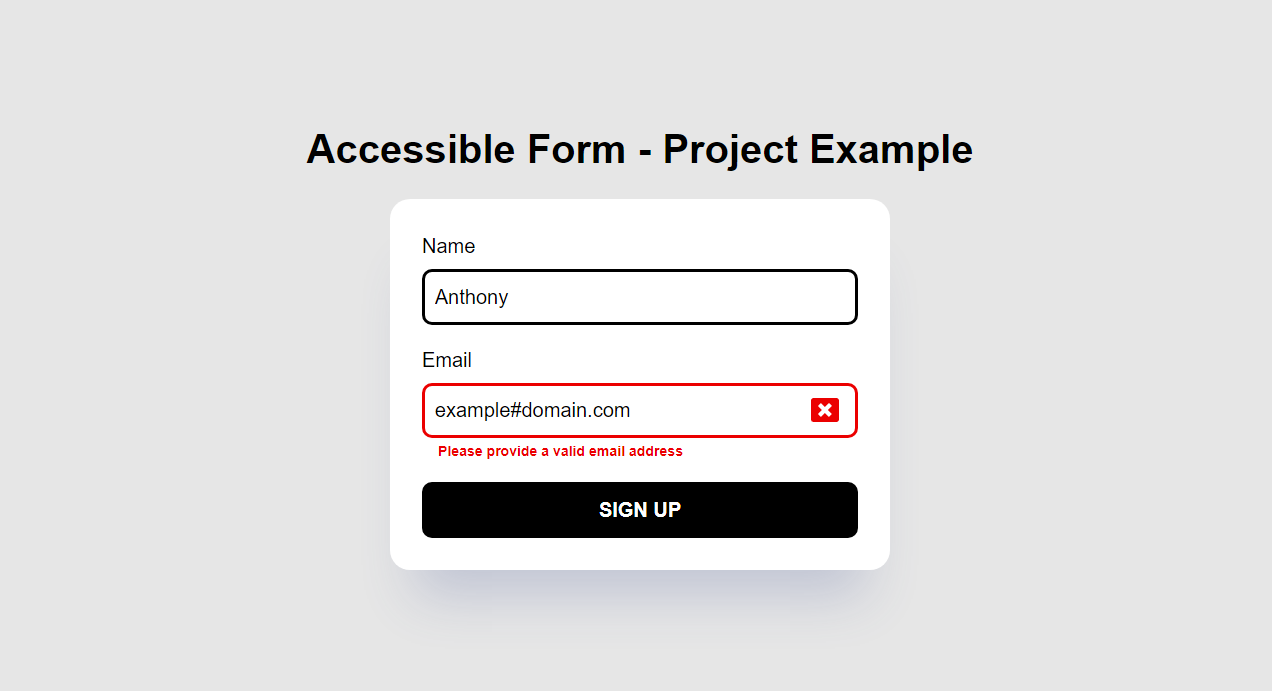 Accessible Form - Project Example
Name
Anthony
Email
example#domain.com
Please provide a valid email address
SIGN UP